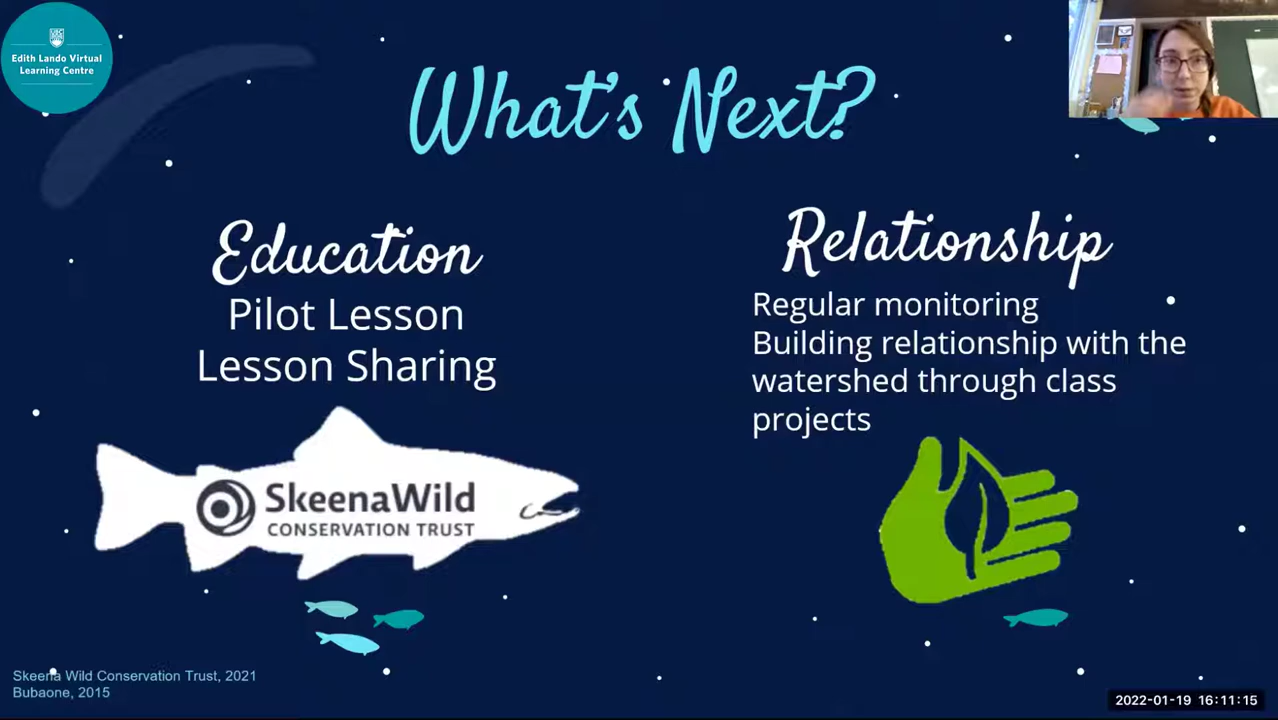 UBC
Edith Lando Virtual
Learning Centre
What's Next?
Education
Pilot Lesson
Lesson Sharing
Relationship
Regular monitoring
Building relationship with the
watershed through class
projects
SkeenaWild
CONSERVATION TRUST
Skeena Wild Conservation Trust, 2021
Bubaone, 2015
2022-01-19 16:11:15